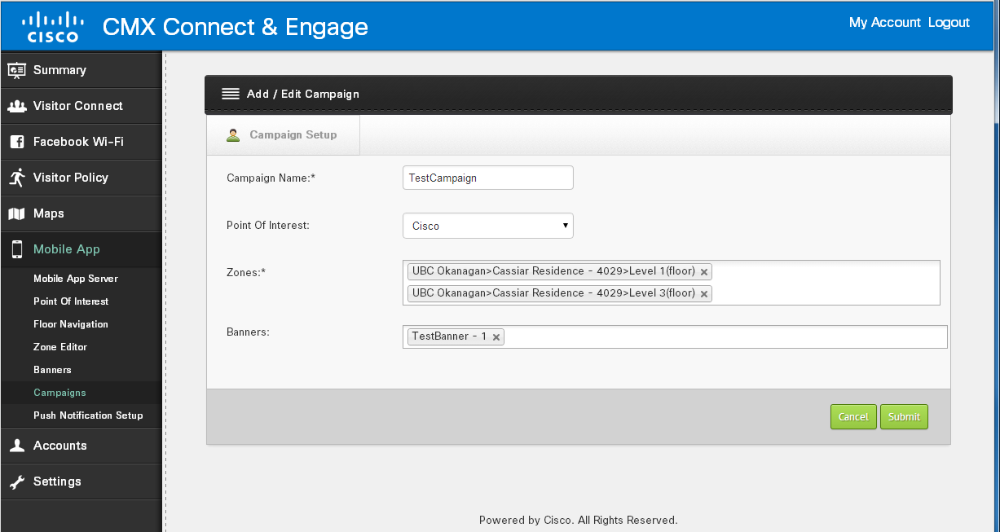 CISCO
CMX Connect & Engage
My Account Logout
Summary
Visitor Connect
Facebook Wi-Fi
Visitor Policy
Maps
Mobile App
Mobile App Server
Point Of Interest
Floor Navigation
Zone Editor
Banners
Campaigns
Push Notification Setup
Accounts
Settings
Add / Edit Campaign
Campaign Setup
Campaign Name:*
TestCampaign
Point Of Interest:
Cisco
Zones:*
UBC Okanagan>Cassiar Residence - 4029>Level 1(floor)
UBC Okanagan>Cassiar Residence - 4029>Level 3(floor)
Banners:
TestBanner - 1
Cancel
Submit
Powered by Cisco. All Rights Reserved.